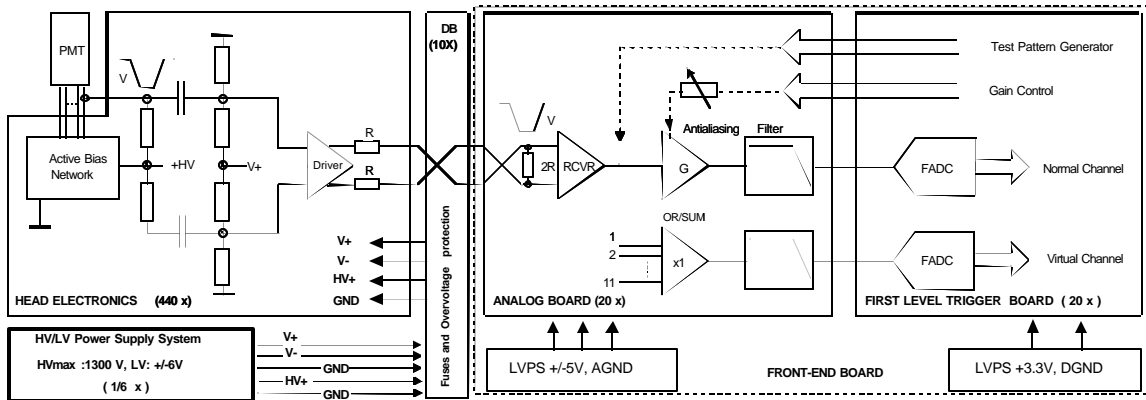 PMT
V
Active Bias
Network
+HV
V+
Driver
R
R
HEAD ELECTRONICS (440 x)
V+
V-
HV+
GND
DB
(10X)
Fuses and Overvoltage protection
HV/LV Power Supply System
HVmax :1300 V, LV: +/-6V
( 1/6 x )
V+
V-
GND
HV+
GND
V
2R
RCVR
Antialiasing Filter
G
OR/SUM
1
2
11
x1
ANALOG BOARD (20 x)
Test Pattern Generator
Gain Control
FADC
Normal Channel
FADC
Virtual Channel
FIRST LEVEL TRIGGER BOARD ( 20 x )
LVPS +/-5V, AGND
FRONT-END BOARD
LVPS +3.3V, DGND